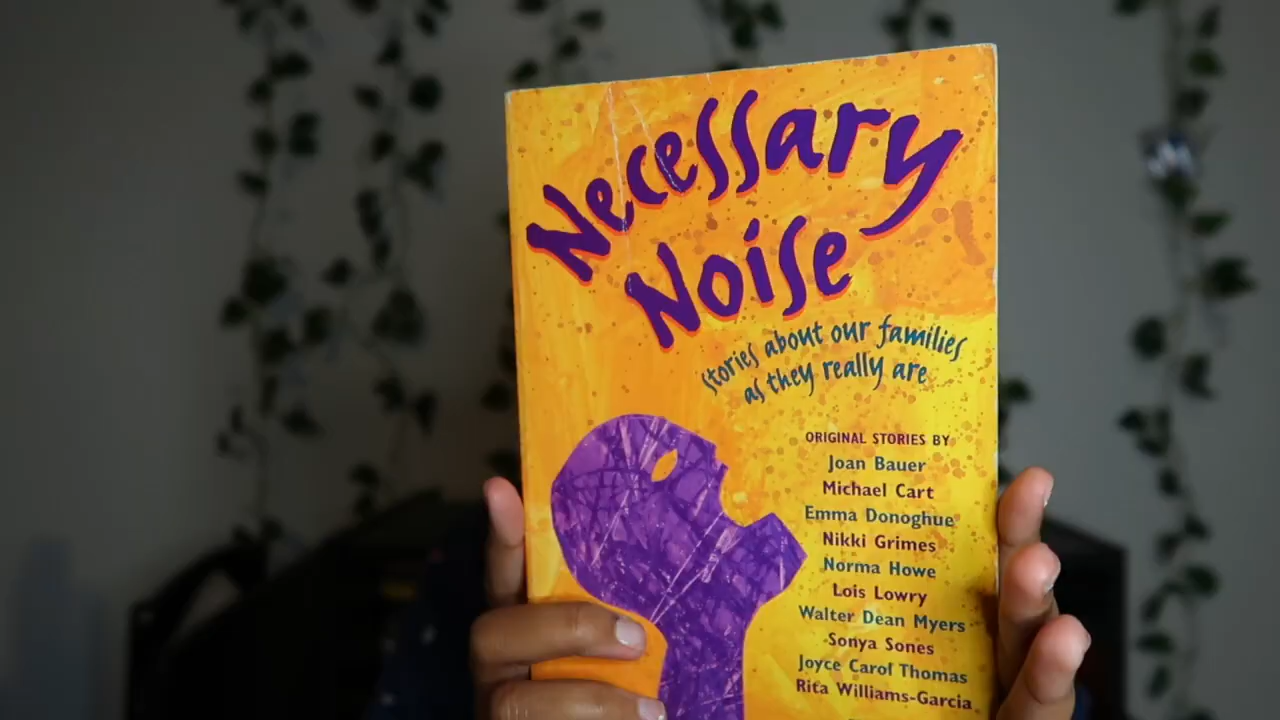 Necessary
Noise
stories about our families
as they really are
ORIGINAL STORIES BY
Joan Bauer
Michael Cart
Emma Donoghue
Nikki Grimes
Norma Howe
Lois Lowry
Walter Dean Myers
Sonya Sones
Joyce Carol Thomas
Rita Williams-Garcia